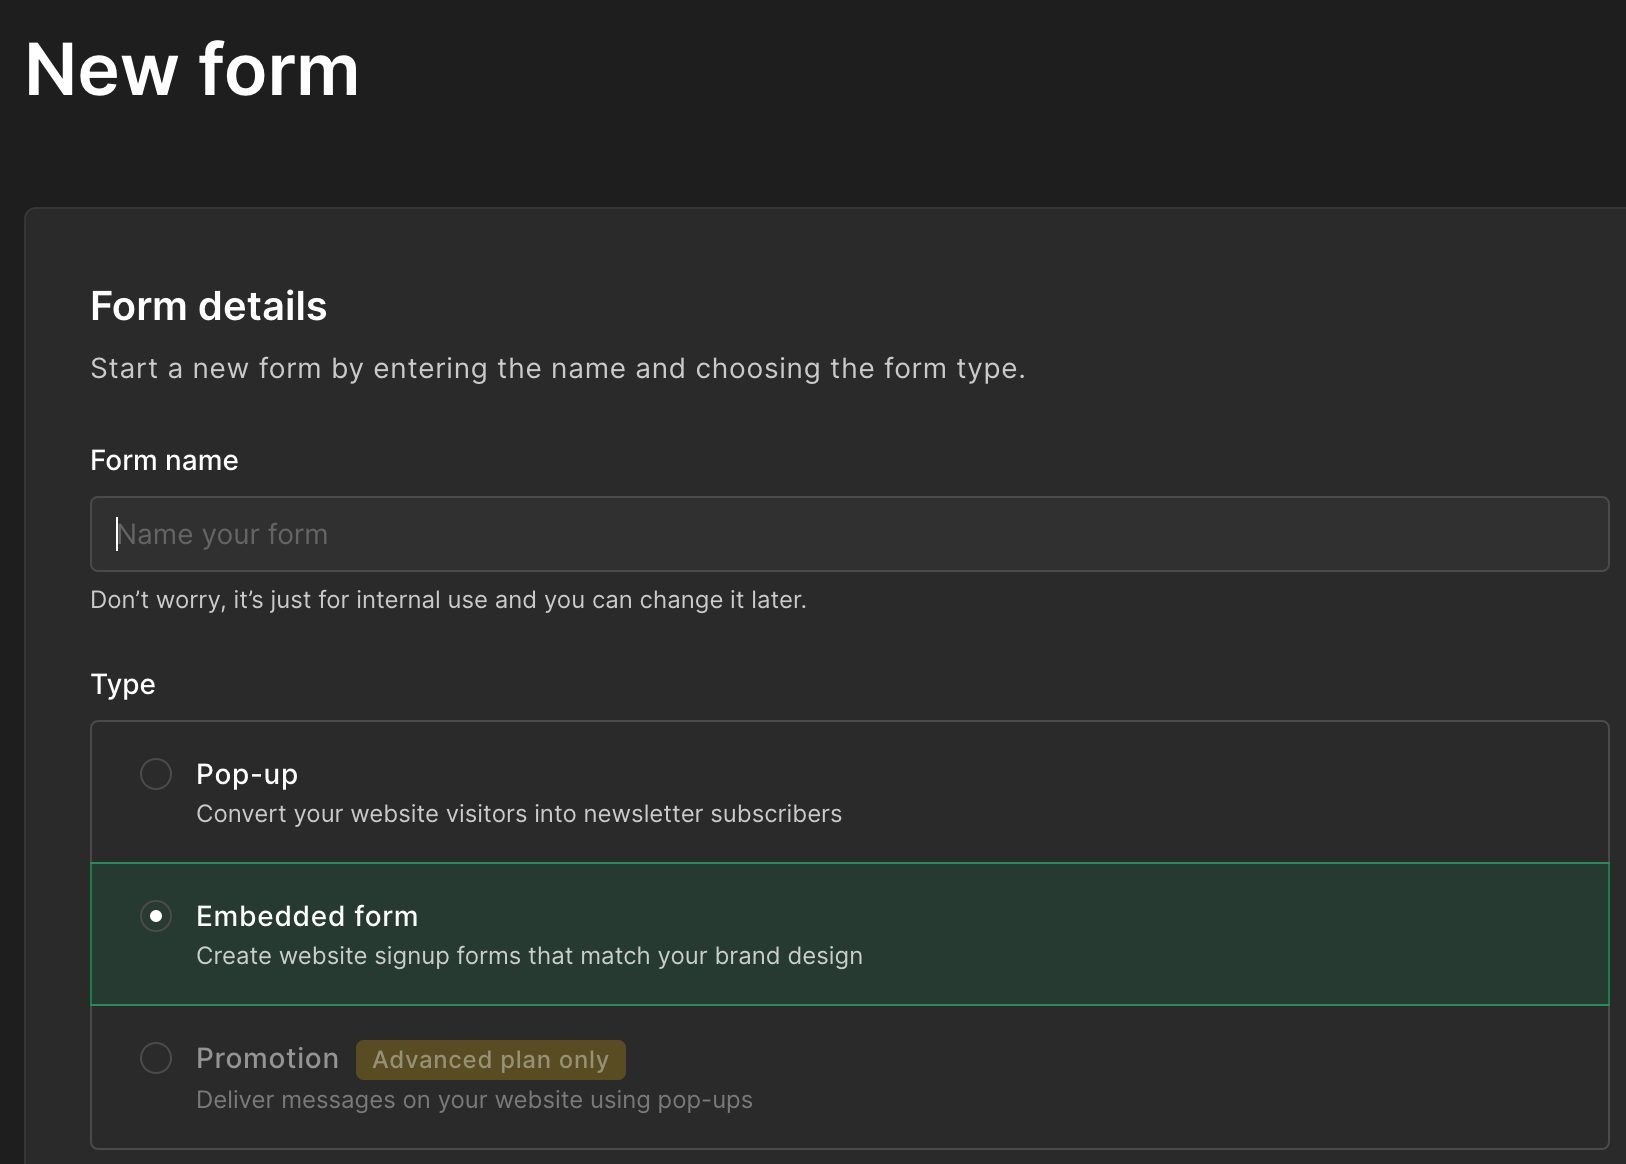 New form
Form details
Start a new form by entering the name and choosing the form type.
Form name
Name your form
Don’t worry, it’s just for internal use and you can change it later.
Type
Pop-up
Convert your website visitors into newsletter subscribers
Embedded form
Create website signup forms that match your brand design
Promotion Advanced plan only
Deliver messages on your website using pop-ups